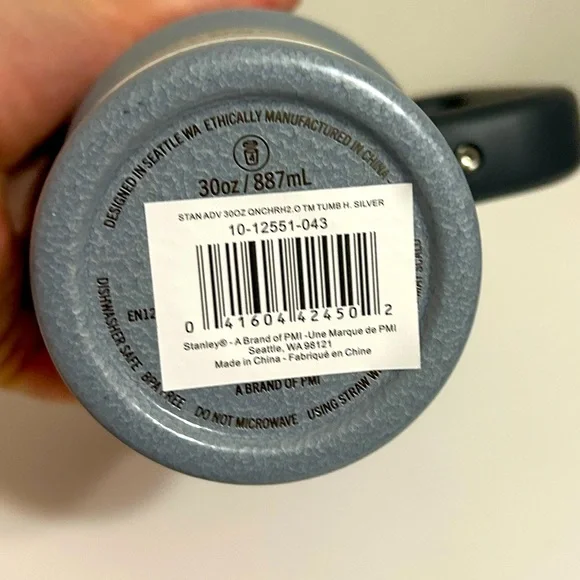 DESIGNED IN SEATTLE WA ETHICALLY MANUFACTURED IN CHINA
30oz / 887mL
STAN ADV 30OZ QNCHRH2.O TM TUMB H. SILVER
10-12551-043
0 41604 42450 2
Stanley® - A Brand of PMI -Une Marque de PMI
Seattle, WA 98121
Made in China - Fabriqué en Chine
EN12
A BRAND OF PMI
DISHWASHER SAFE BPA FREE DO NOT MICROWAVE USING STRAW